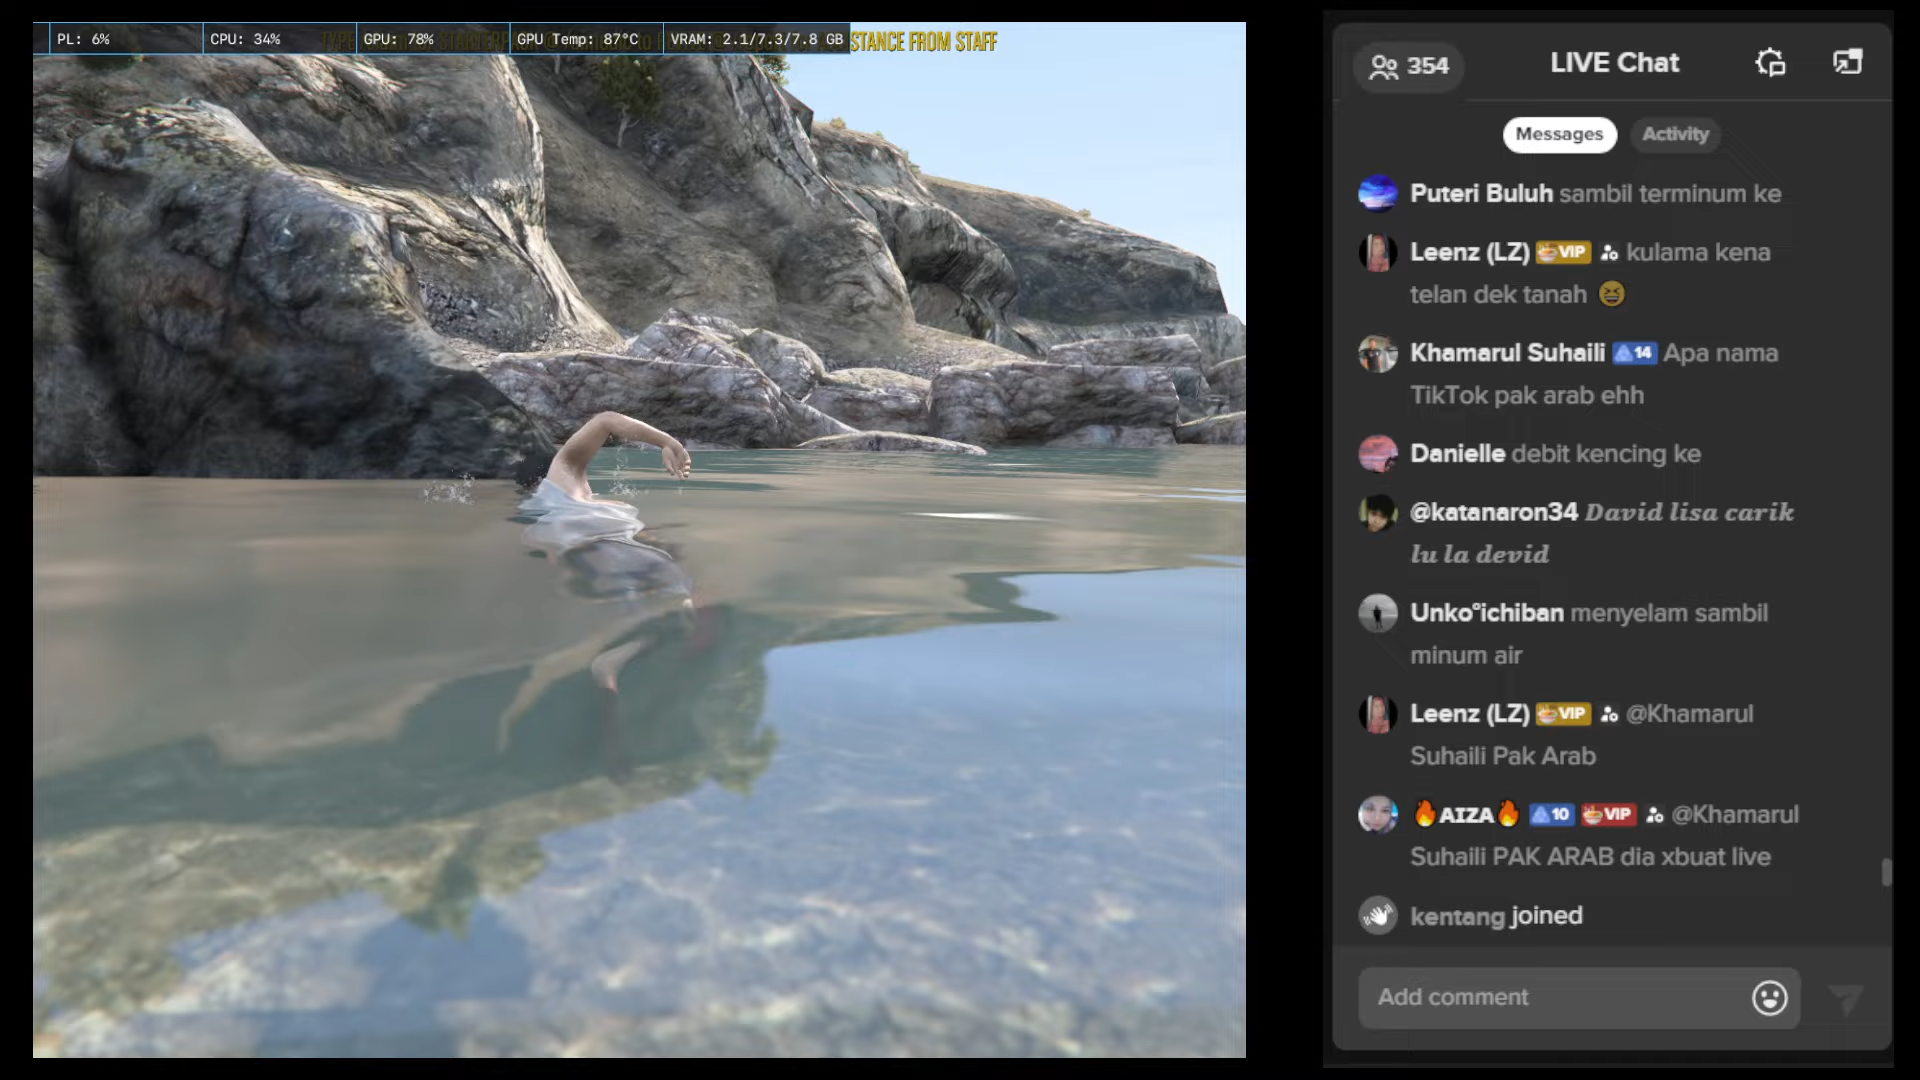 PL: 6% CPU: 34% GPU: 78% GPU Temp: 87°C VRAM: 2.1/7.3/7.8 GB STANCE FROM STAFF
354 LIVE Chat
Messages Activity
Puteri Buluh sambil terminum ke
Leenz (LZ) VIP kulama kena
telan dek tanah 😆
Khamarul Suhaili 14 Apa nama
TikTok pak arab ehh
Danielle debit kencing ke
@katanaron34 David lisa carik
lu la devid
Unko°ichiban menyelam sambil
minum air
Leenz (LZ) VIP @Khamarul
Suhaili Pak Arab
🔥AIZA🔥 10 VIP @Khamarul
Suhaili PAK ARAB dia xbuat live
kentang joined
Add comment